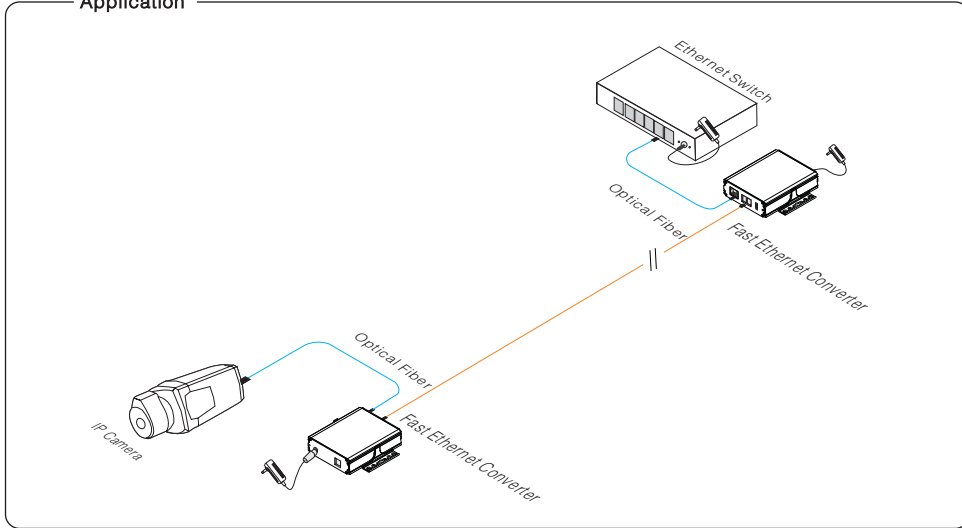 Application
Ethernet Switch
Optical Fiber
Fast Ethernet Converter
Optical Fiber
IP Camera
Fast Ethernet Converter